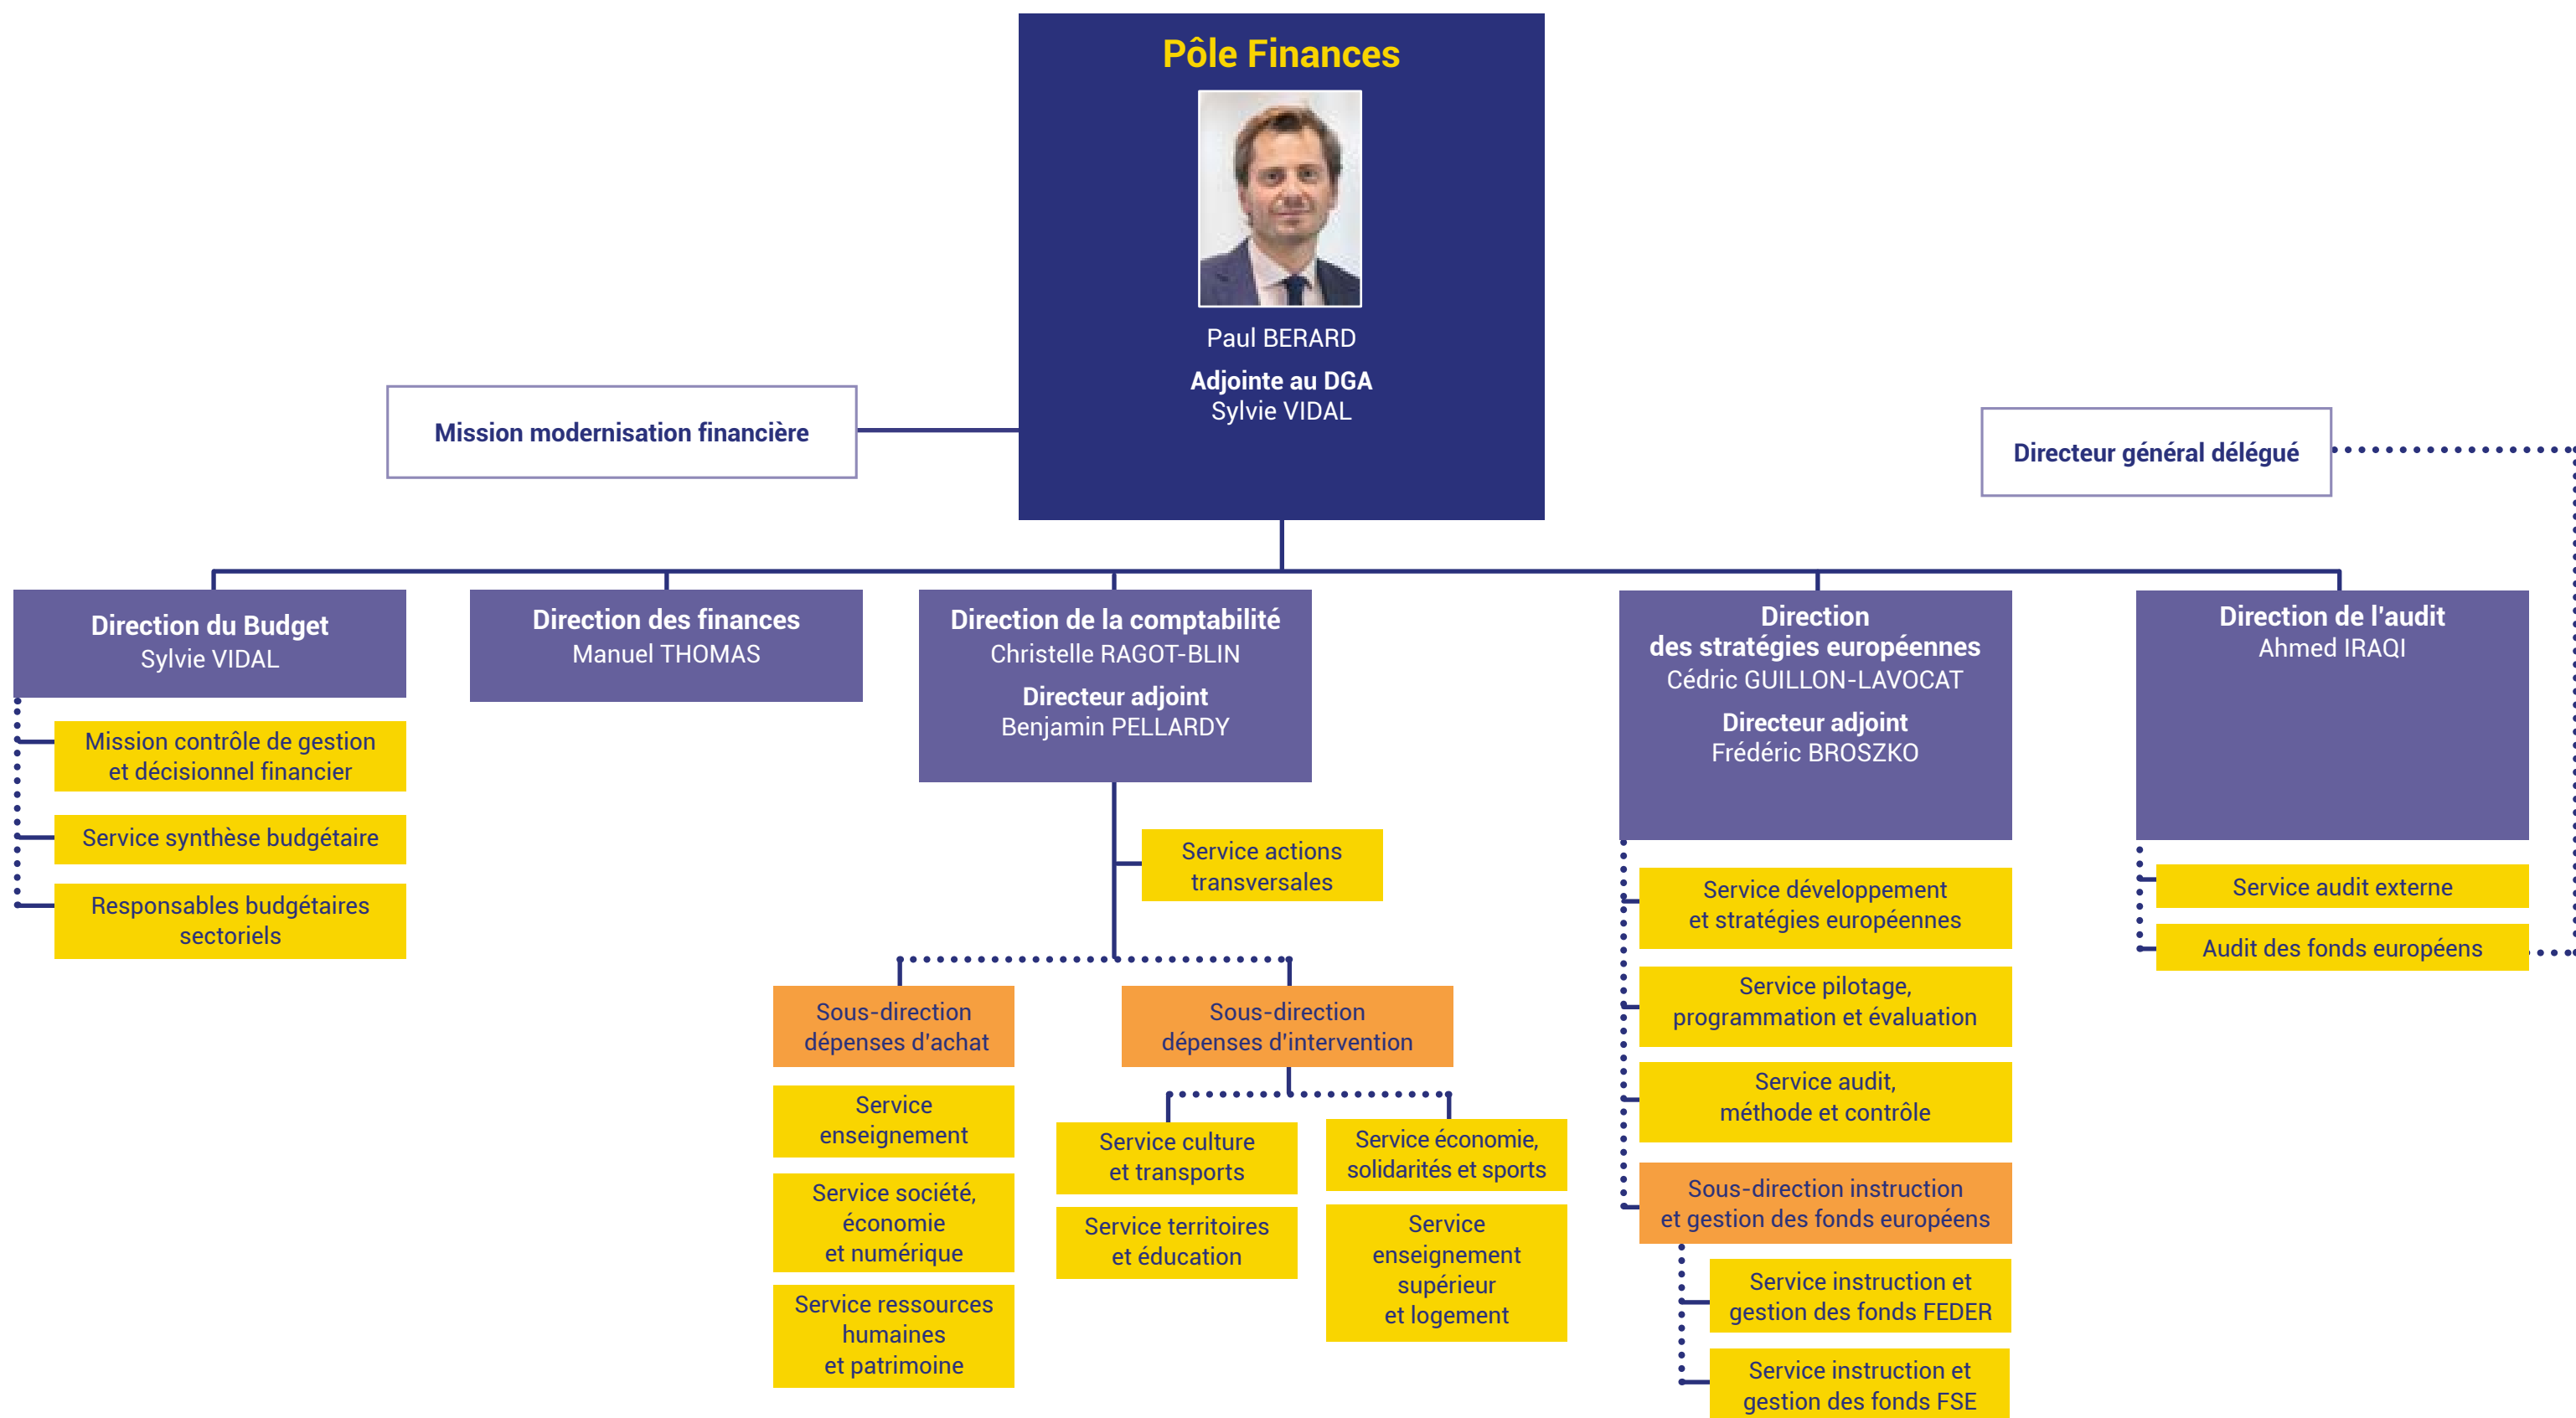 Pôle Finances
Paul BERARD
Adjointe au DGA
Sylvie VIDAL
Mission modernisation financière
Directeur général délégué
Direction du Budget
Sylvie VIDAL
Mission contrôle de gestion
et décisionnel financier
Service synthèse budgétaire
Responsables budgétaires
sectoriels
Direction des finances
Manuel THOMAS
Direction de la comptabilité
Christelle RAGOT-BLIN
Directeur adjoint
Benjamin PELLARDY
Service actions
transversales
Sous-direction
dépenses d'achat
Service
enseignement
Service société,
économie
et numérique
Service ressources
humaines
et patrimoine
Sous-direction
dépenses d'intervention
Service culture
et transports
Service territoires
et éducation
Service économie,
solidarités et sports
Service
enseignement
supérieur
et logement
Direction
des stratégies européennes
Cédric GUILLON-LAVOCAT
Directeur adjoint
Frédéric BROSZKO
Service développement
et stratégies européennes
Service pilotage,
programmation et évaluation
Service audit,
méthode et contrôle
Sous-direction instruction
et gestion des fonds européens
Service instruction et
gestion des fonds FEDER
Service instruction et
gestion des fonds FSE
Direction de l'audit
Ahmed IRAQI
Service audit externe
Audit des fonds européens